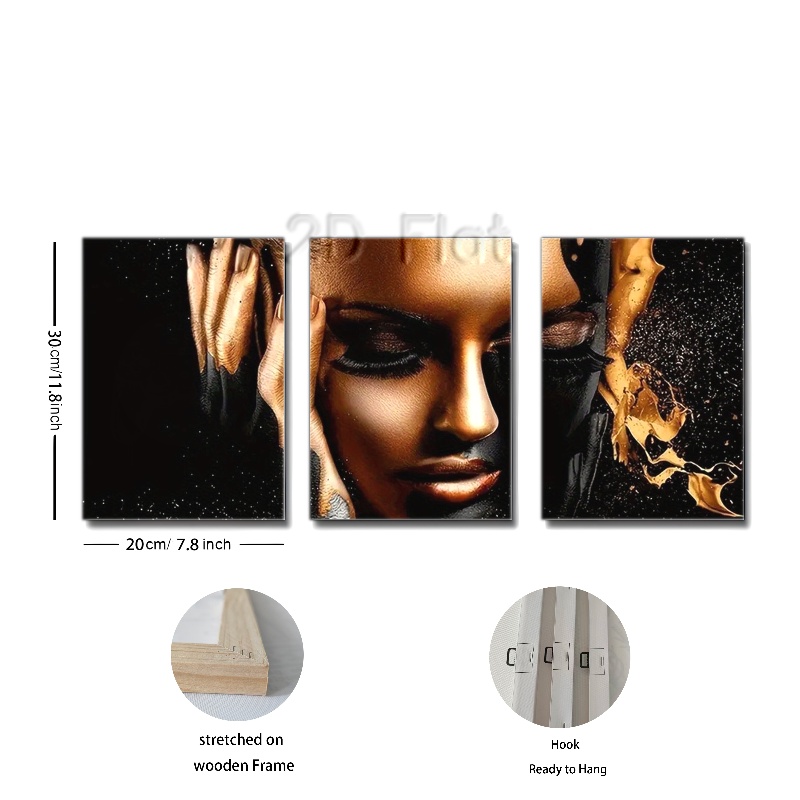 2D Flat
30cm/11.8inch
20cm/ 7.8 inch
stretched on
wooden Frame
Hook
Ready to Hang